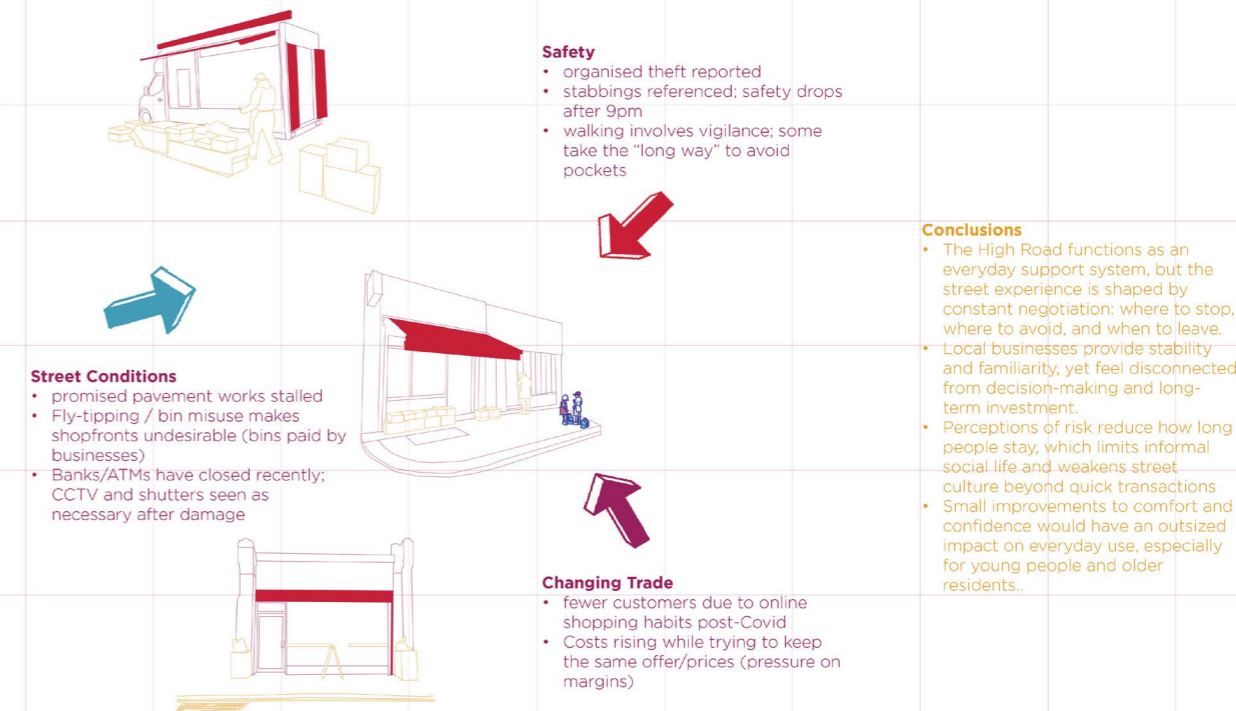 Safety
• organised theft reported
• stabbings referenced; safety drops
after 9pm
• walking involves vigilance; some
take the “long way” to avoid
pockets
Street Conditions
• promised pavement works stalled
• Fly-tipping / bin misuse makes
shopfronts undesirable (bins paid by
businesses)
• Banks/ATMs have closed recently;
CCTV and shutters seen as
necessary after damage
Changing Trade
• fewer customers due to online
shopping habits post-Covid
• Costs rising while trying to keep
the same offer/prices (pressure on
margins)
Conclusions
• The High Road functions as an
everyday support system, but the
street experience is shaped by
constant negotiation: where to stop,
where to avoid, and when to leave.
• Local businesses provide stability
and familiarity, yet feel disconnected
from decision-making and long-
term investment.
• Perceptions of risk reduce how long
people stay, which limits informal
social life and weakens street
culture beyond quick transactions
• Small improvements to comfort and
confidence would have an outsized
impact on everyday use, especially
for young people and older
residents..